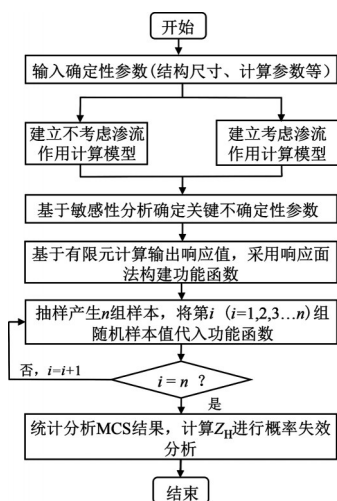 开始
输入确定性参数(结构尺寸、计算参数等)
建立不考虑渗流
作用计算模型
建立考虑渗流
作用计算模型
基于敏感性分析确定关键不确定性参数
基于有限元计算输出响应值，采用响应面
法构建功能函数
抽样产生n组样本，将第i（i=1,2,3…n)组
随机样本值代入功能函数
否，i=i+1
i = n ？
是
统计分析MCS结果，计算Z_H进行概率失效
分析
结束